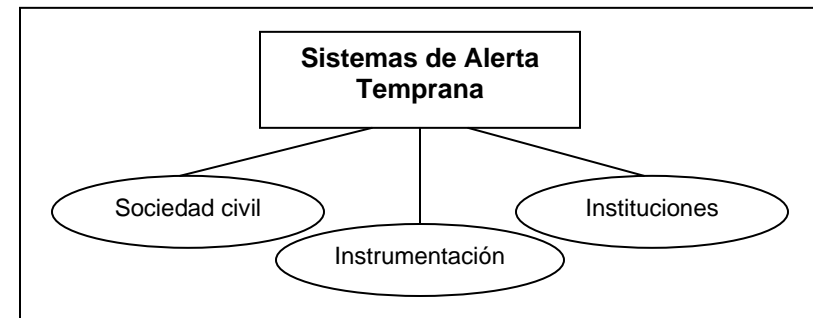 Sistemas de Alerta
Temprana
Sociedad civil
Instituciones
Instrumentación